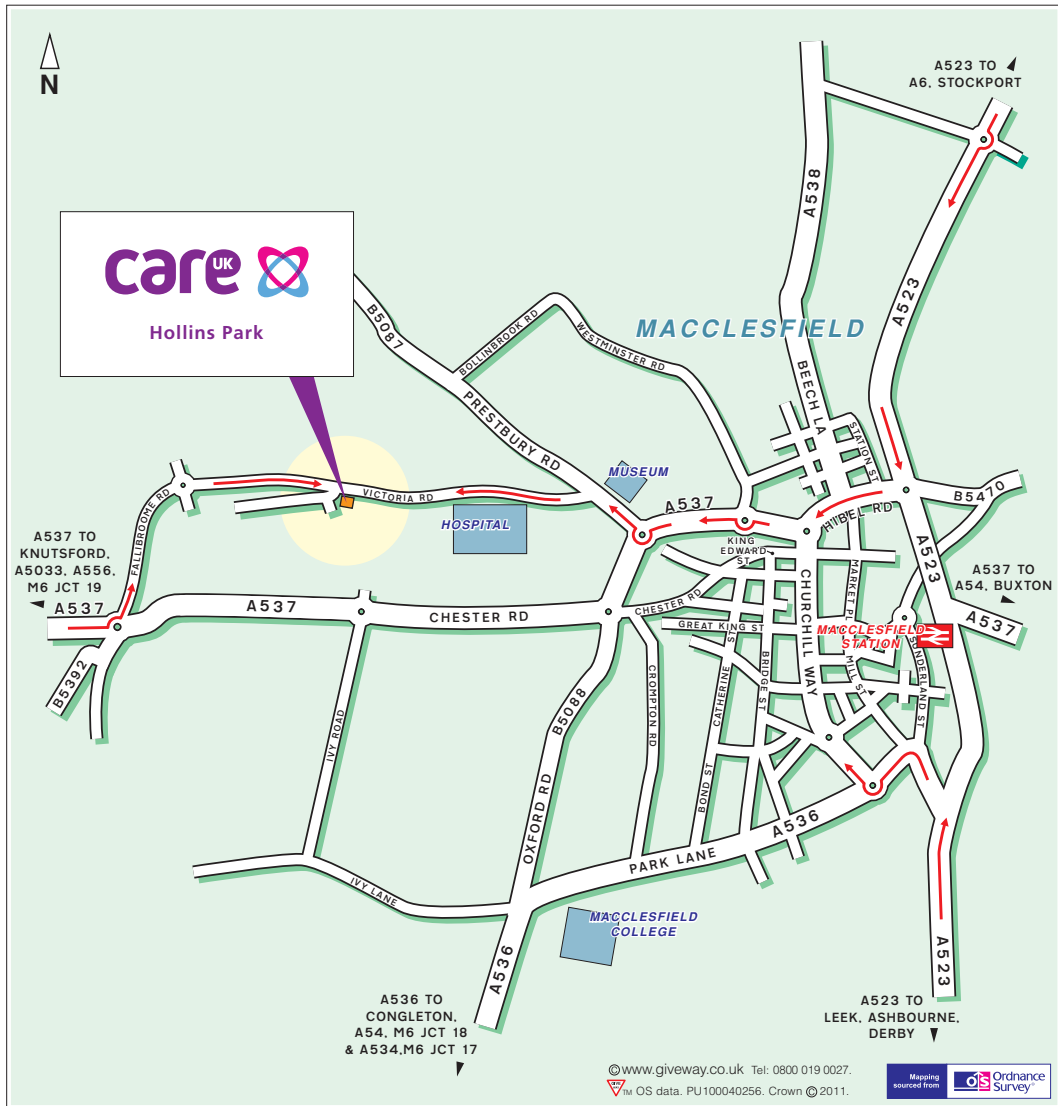 N
A523 TO
A6, STOCKPORT
care UK
Hollins Park
MACCLESFIELD
A538
A523
B5087
BOLLINBROOK RD
WESTMINSTER RD
BEECH LA
PRESTBURY RD
STATION ST
MUSEUM
VICTORIA RD
A537
HIBEL RD
B5470
HOSPITAL
FALLIBROOME RD
A537 TO
KNUTSFORD,
A5033, A556,
M6 JCT 19
KING
EDWARD
ST
A523
A537 TO
A54, BUXTON
A537
A537
CHESTER RD
CHESTER RD
MARKET PL
CHURCHILL WAY
GREAT KING ST
MACCLESFIELD
STATION
A537
B5392
IVY ROAD
B5088
CROMPTON RD
CATHERINE ST
BRIDGE ST
MILL ST
SUNDERLAND ST
BOND ST
OXFORD RD
A536
PARK LANE
IVY LANE
MACCLESFIELD
COLLEGE
A536
A523
A536 TO
CONGLETON,
A54, M6 JCT 18
& A534,M6 JCT 17
A523 TO
LEEK, ASHBOURNE,
DERBY
© www.giveway.co.uk Tel: 0800 019 0027.
TM OS data. PU100040256. Crown © 2011.
Mapping
sourced from
OS Ordnance
Survey®